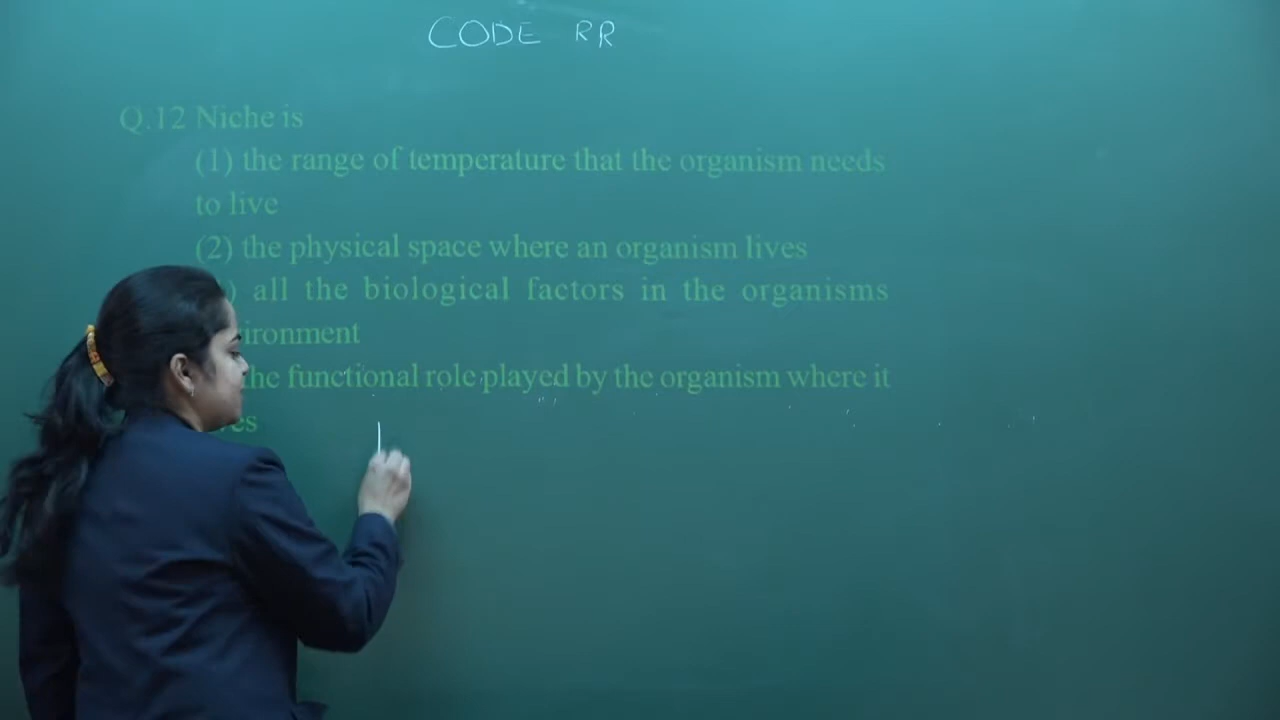 CODE RR
Q.12 Niche is
(1) the range of temperature that the organism needs
to live
(2) the physical space where an organism lives
) all the biological factors in the organisms
ironment
he functional role played by the organism where it
es